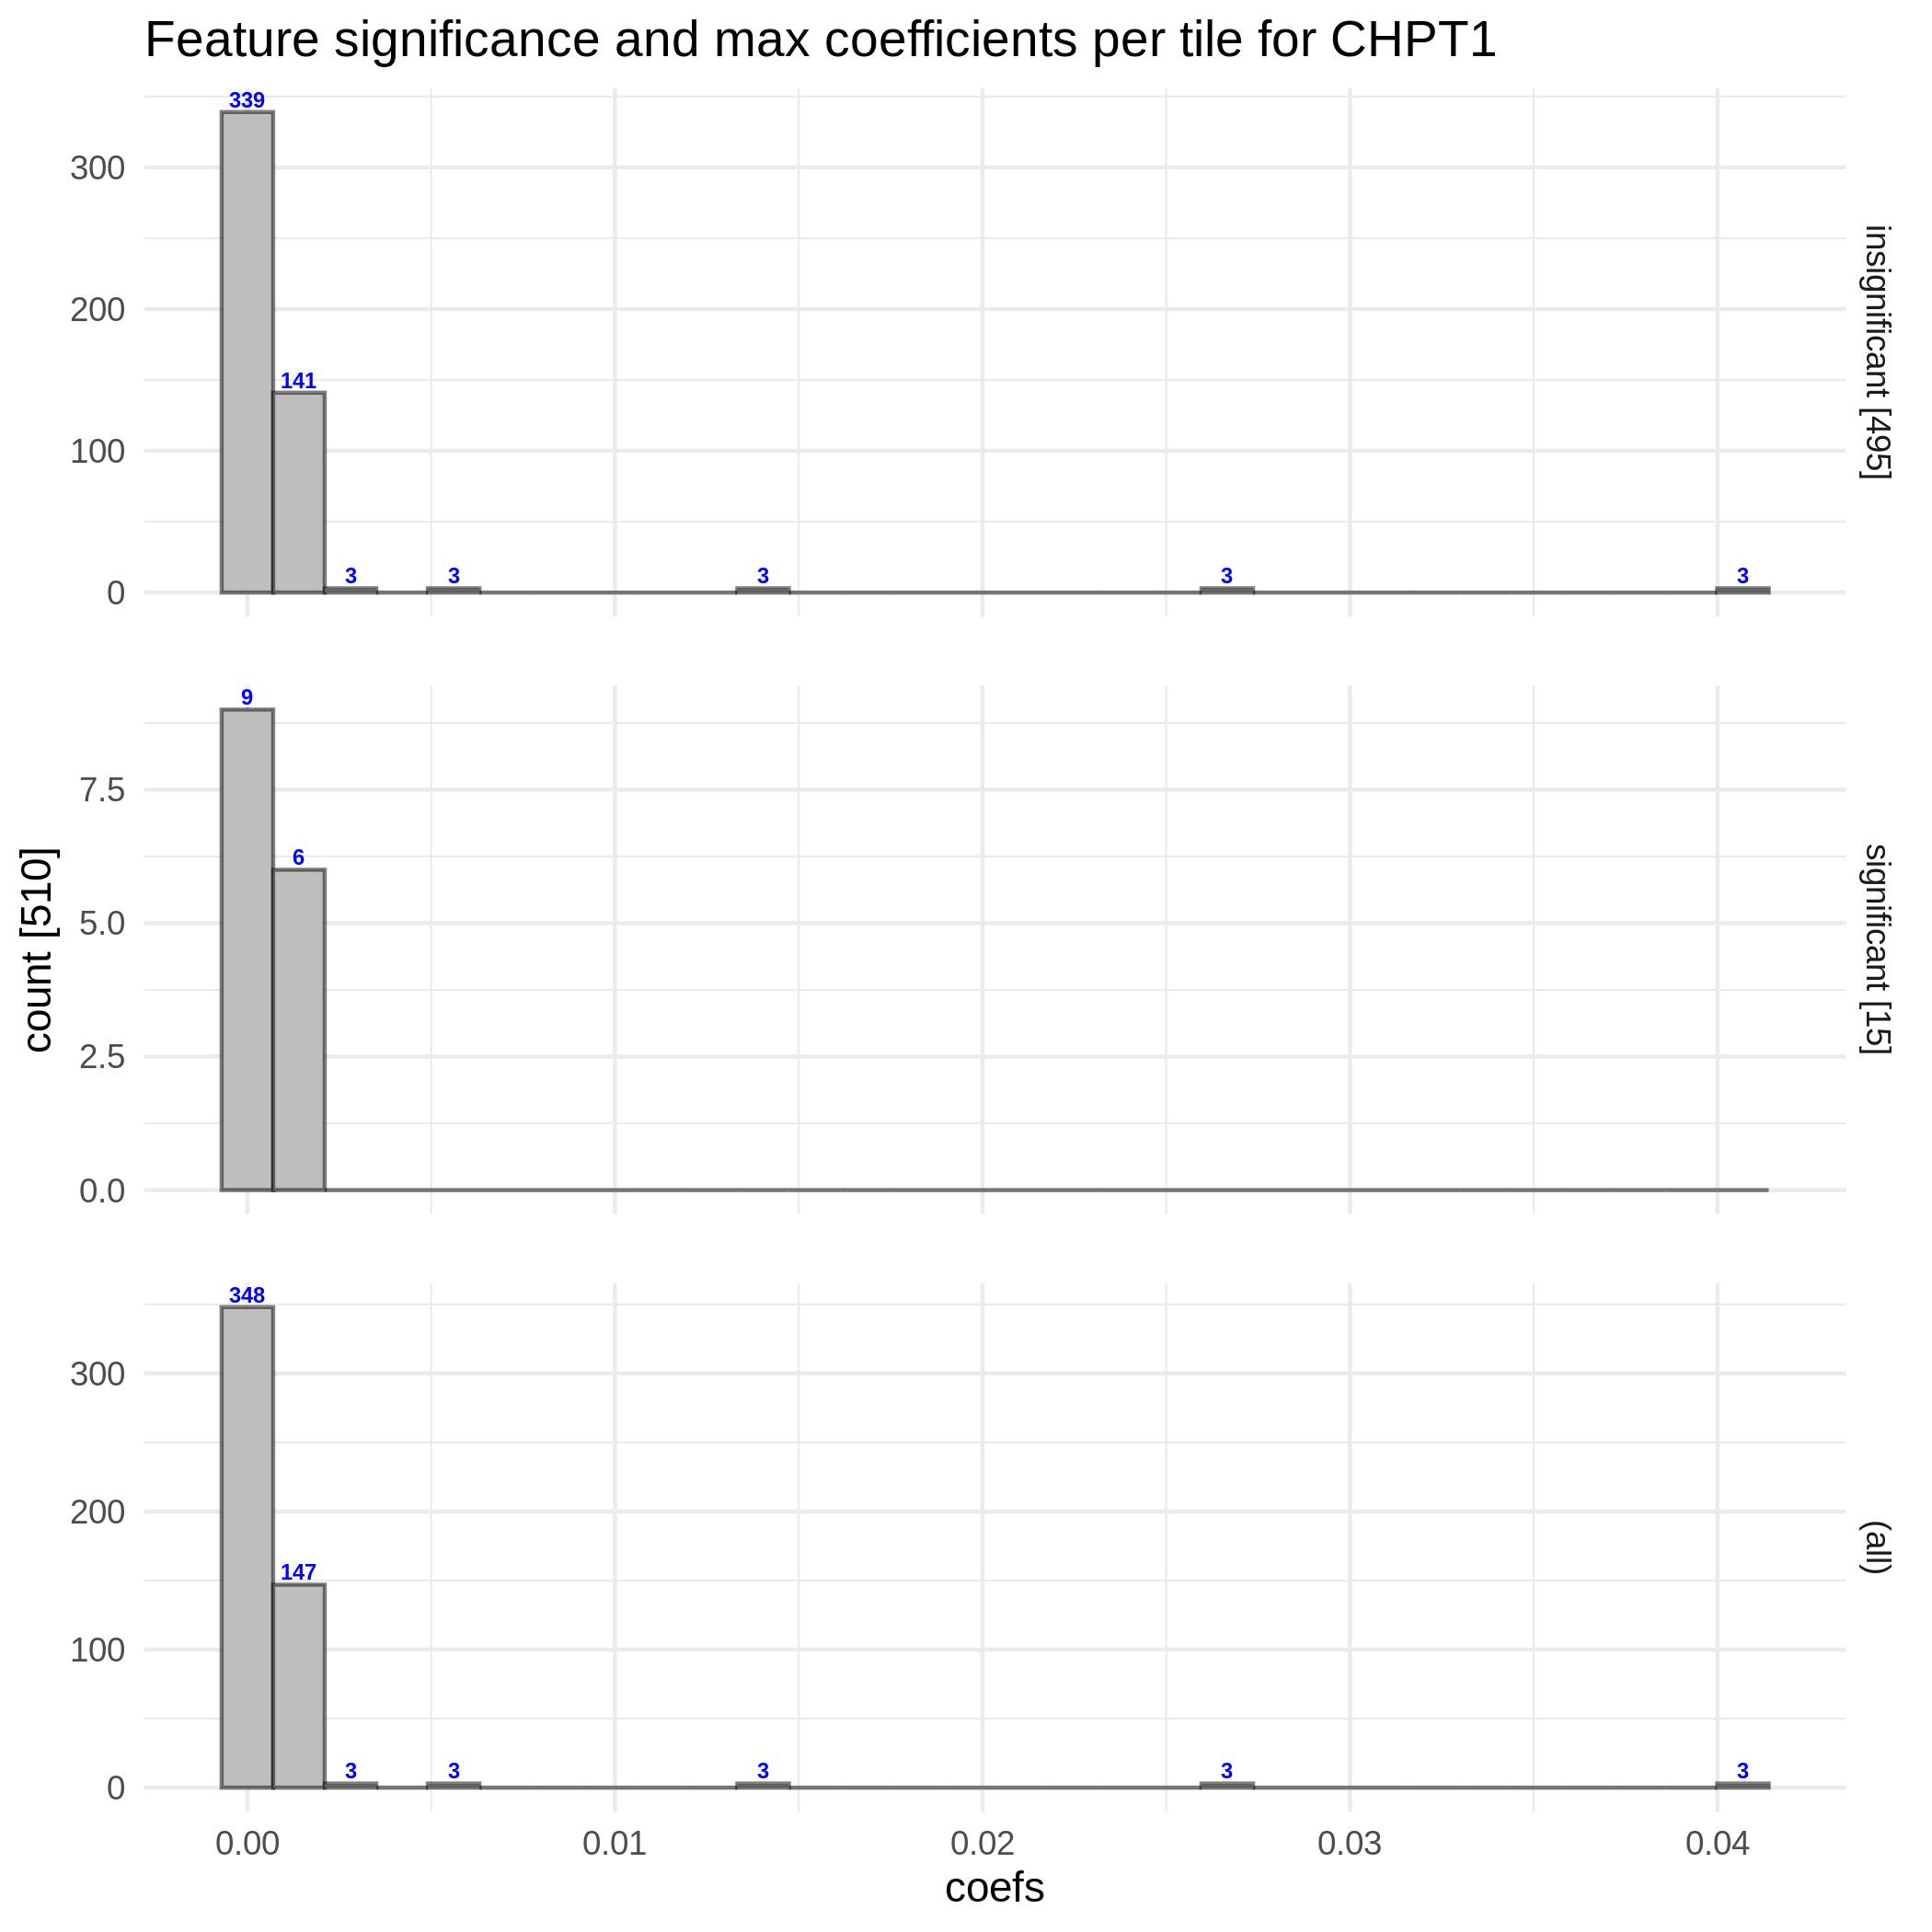 Feature significance and max coefficients per tile for CHPT1
339
300
200
141
100
3 3 3 3 3
0
insignificant [495]
9
7.5
6
5.0
2.5
0.0
significant [15]
count [510]
348
300
200
147
100
3 3 3 3 3
0
(all)
0.00 0.01 0.02 0.03 0.04
coefs